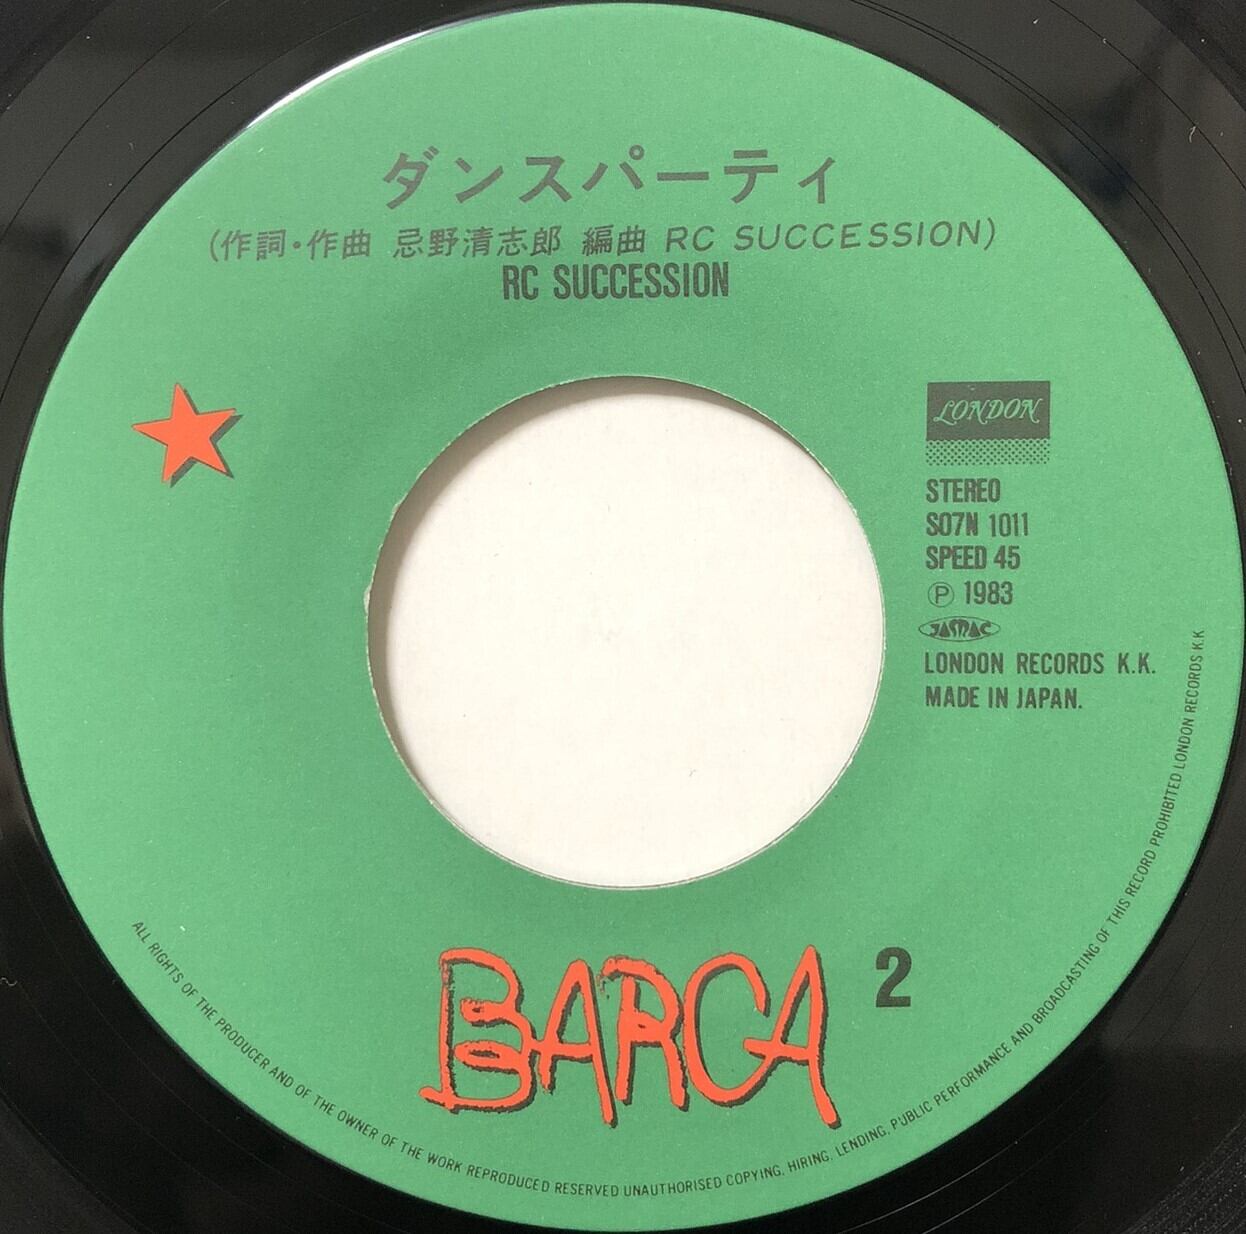 ダンスパーティ
(作詞・作曲 忌野清志郎 編曲 RC SUCCESSION)
RC SUCCESSION
LONDON
STEREO
S07N 1011
SPEED 45
Ⓟ 1983
JASRAC
LONDON RECORDS K.K.
MADE IN JAPAN.
BARCA
2
ALL RIGHTS OF THE PRODUCER AND OF THE OWNER OF THE WORK REPRODUCED RESERVED UNAUTHORISED COPYING, HIRING, LENDING, PUBLIC PERFORMANCE AND BROADCASTING OF THIS RECORD PROHIBITED LONDON RECORDS K.K